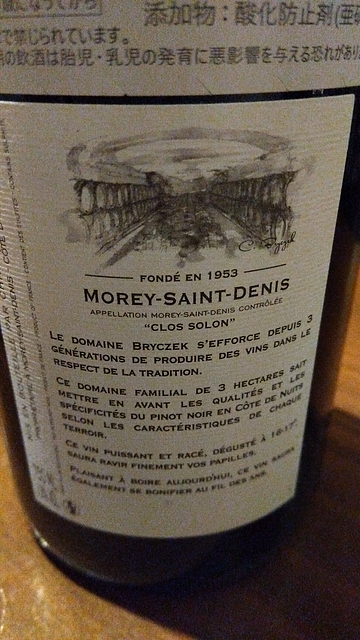 添加物：酸化防止剤
で禁じられています。
の飲酒は胎児・乳児の発育に悪影響を与える恐れがあり
C. Bryczek
FONDÉ EN 1953
MOREY-SAINT-DENIS
APPELLATION MOREY-SAINT-DENIS CONTRÔLÉE
"CLOS SOLON"
LE DOMAINE BRYCZEK S'EFFORCE DEPUIS 3
GÉNÉRATIONS DE PRODUIRE DES VINS DANS LE
RESPECT DE LA TRADITION.
CE DOMAINE FAMILIAL DE 3 HECTARES SAIT
METTRE EN AVANT LES QUALITÉS ET LES
SPÉCIFICITÉS DU PINOT NOIR EN CÔTE DE NUITS
SELON LES CARACTÉRISTIQUES DE CHAQUE
TERROIR.
CE VIN PUISSANT ET RACÉ, DÉGUSTÉ À 16-17°,
SAURA RAVIR FINEMENT VOS PAPILLES.
PLAISANT À BOIRE AUJOURD'HUI, CE VIN SAURA
ÉGALEMENT SE BONIFIER AU FIL DES ANS.